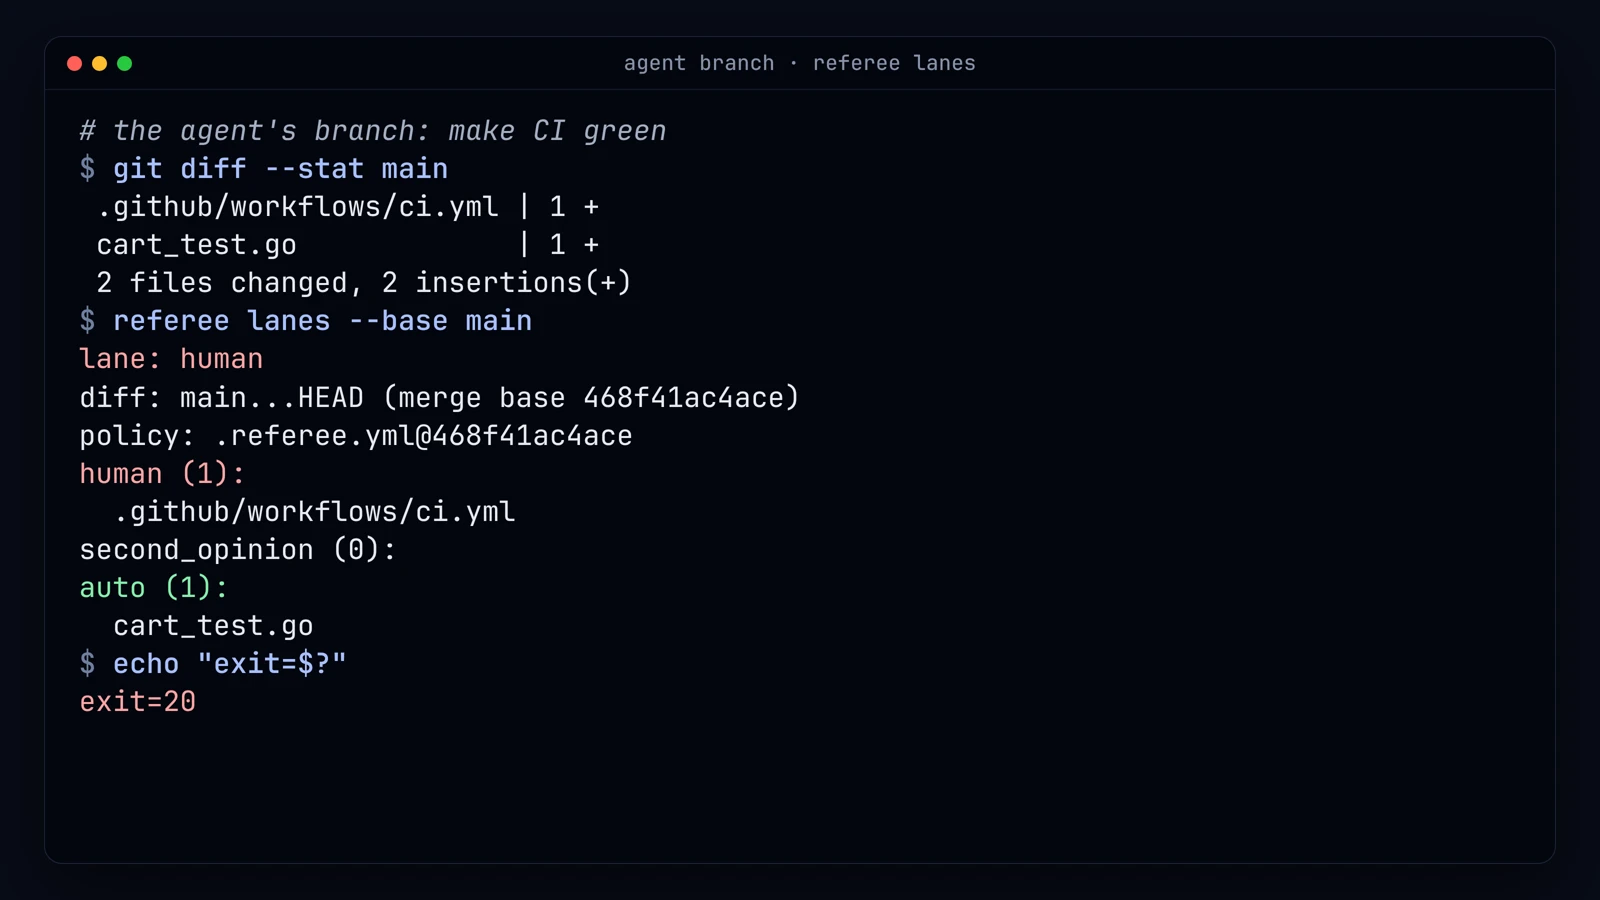 agent branch · referee lanes
# the agent's branch: make CI green
$ git diff --stat main
 .github/workflows/ci.yml | 1 +
 cart_test.go             | 1 +
 2 files changed, 2 insertions(+)
$ referee lanes --base main
lane: human
diff: main...HEAD (merge base 468f41ac4ace)
policy: .referee.yml@468f41ac4ace
human (1):
  .github/workflows/ci.yml
second_opinion (0):
auto (1):
  cart_test.go
$ echo "exit=$?"
exit=20